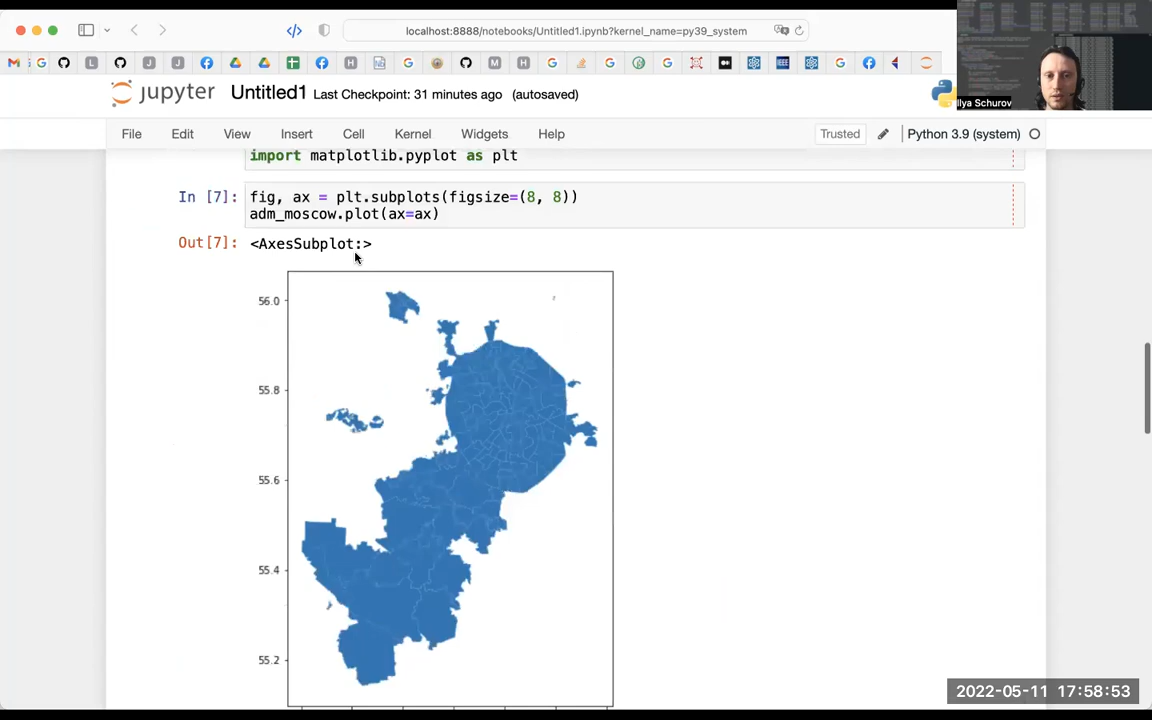 localhost:8888/notebooks/Untitled1.ipynb?kernel_name=py39_system
Ilya Schurov
jupyter Untitled1 Last Checkpoint: 31 minutes ago (autosaved)
File Edit View Insert Cell Kernel Widgets Help Trusted Python 3.9 (system)
import matplotlib.pyplot as plt
In [7]: fig, ax = plt.subplots(figsize=(8, 8))
adm_moscow.plot(ax=ax)
Out[7]: <AxesSubplot:>
56.0
55.8
55.6
55.4
55.2
2022-05-11 17:58:53